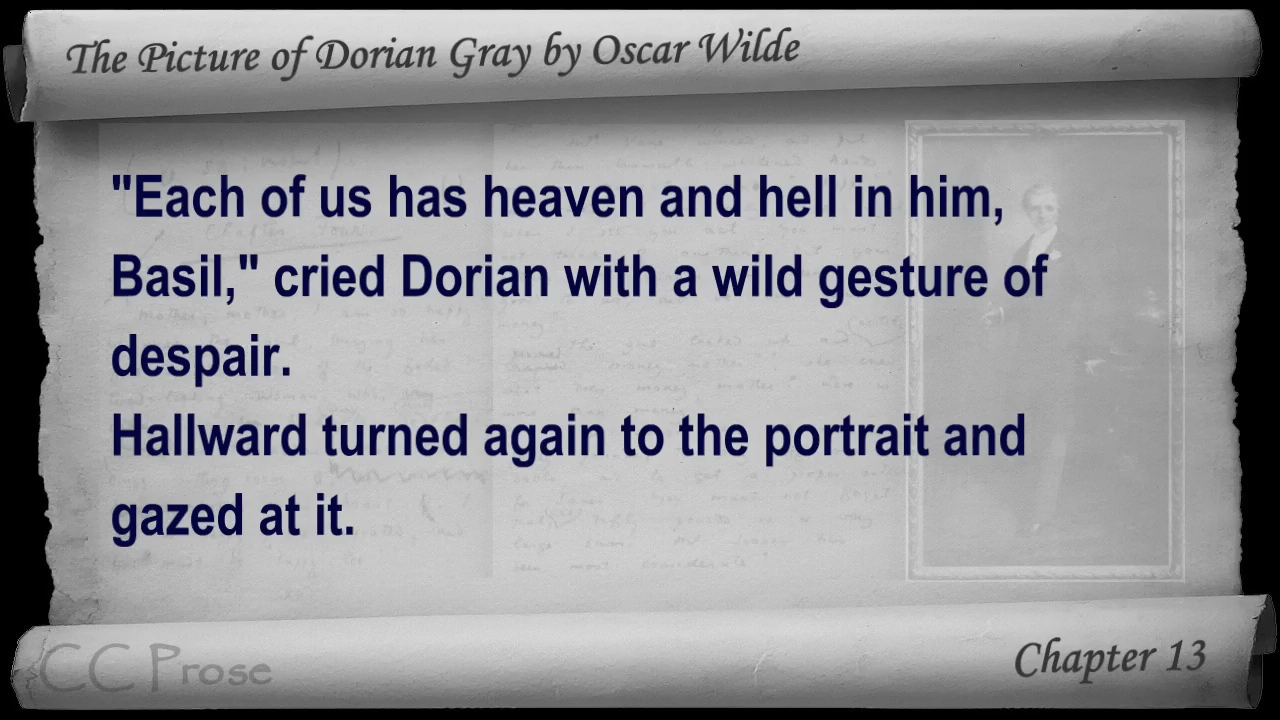 The Picture of Dorian Gray by Oscar Wilde
"Each of us has heaven and hell in him,
Basil," cried Dorian with a wild gesture of
despair.
Hallward turned again to the portrait and
gazed at it.
CC Prose
Chapter 13